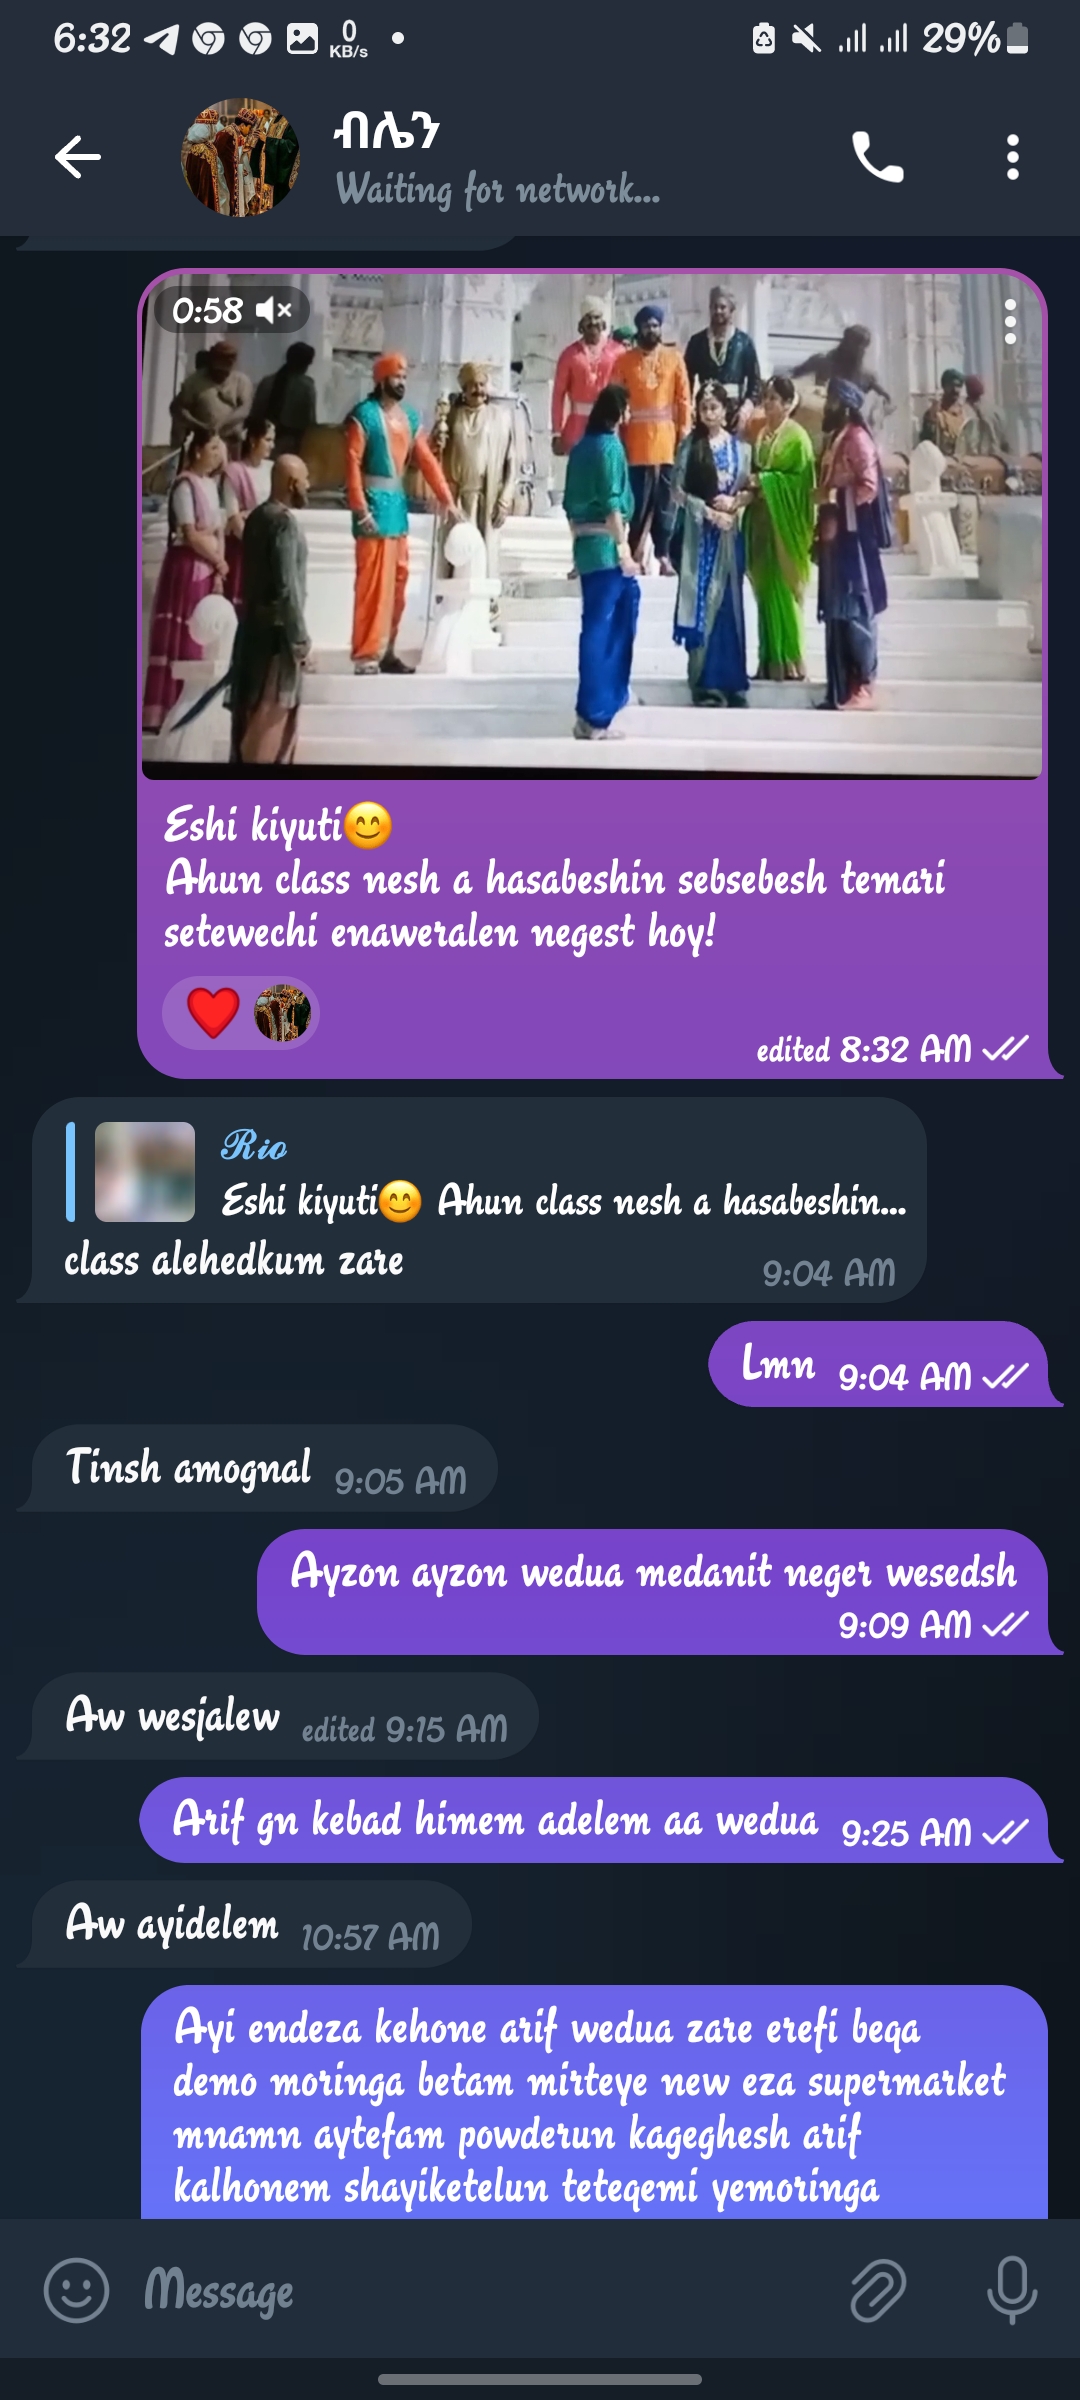 6:32
0
KB/s
29%
ብሌን
Waiting for network...
0:58
Eshi kiyuti😊
Ahun class nesh a hasabeshin sebsebesh temari
setewechi enaweralen negest hoy!
❤️
edited 8:32 AM
Rio
Eshi kiyuti😊 Ahun class nesh a hasabeshin...
class alehedkum zare
9:04 AM
Lmn 9:04 AM
Tinsh amognal 9:05 AM
Ayzon ayzon wedua medanit neger wesedsh
9:09 AM
Aw wesjalew edited 9:15 AM
Arif gn kebad himem adelem aa wedua 9:25 AM
Aw ayidelem 10:57 AM
Ayi endeza kehone arif wedua zare erefi beqa
demo moringa betam mirteye new eza supermarket
mnamn aytefam powderun kageghesh arif
kalhonem shayiketelun teteqemi yemoringa
Message